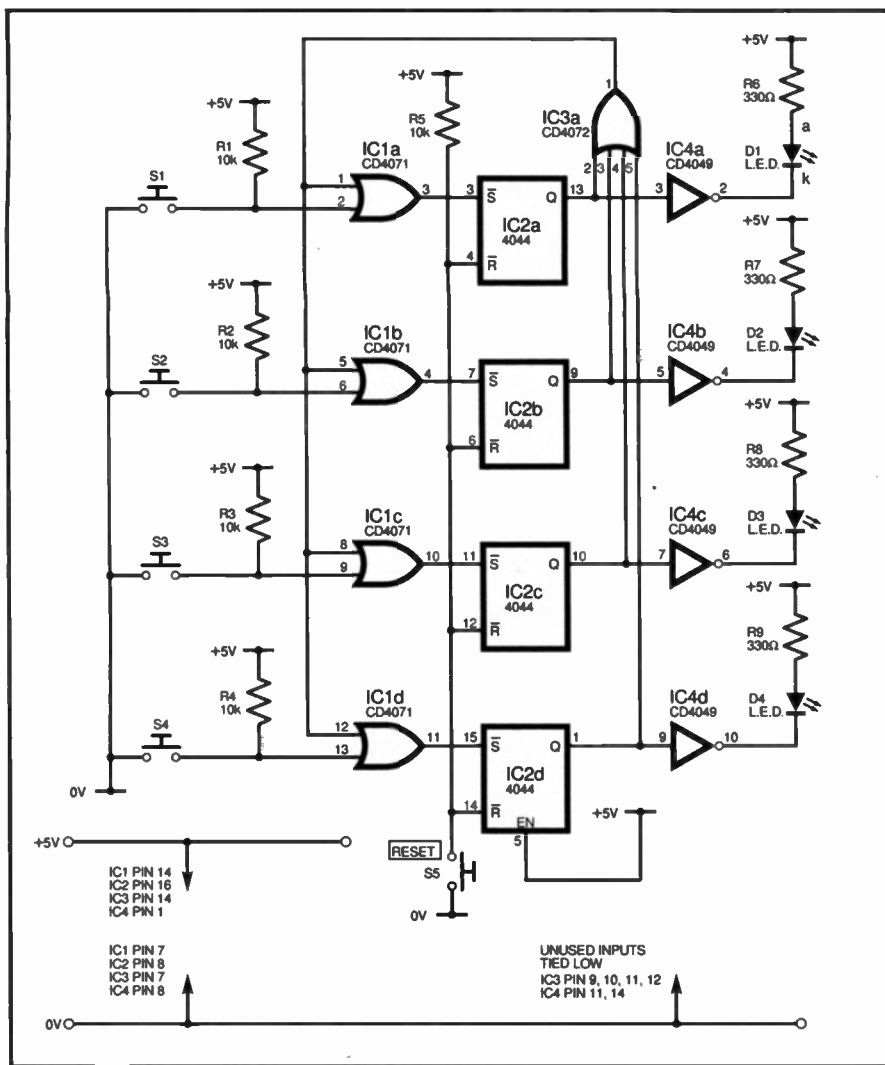 +5V
R6
330Ω
a
D1
L.E.D.
k
1
IC3a
CD4072
2
3
4
5
+5V
R5
10k
+5V
R1
10k
S1
IC1a
CD4071
1
2
3
3
S̅
Q
13
IC2a
4044
4
R̅
IC4a
CD4049
3
2
+5V
R7
330Ω
D2
L.E.D.
+5V
R2
10k
S2
IC1b
CD4071
5
6
4
7
S̅
Q
9
IC2b
4044
6
R̅
IC4b
CD4049
5
4
+5V
R8
330Ω
D3
L.E.D.
+5V
R3
10k
S3
IC1c
CD4071
8
9
10
11
S̅
Q
10
IC2c
4044
12
R̅
IC4c
CD4049
7
6
+5V
R9
330Ω
D4
L.E.D.
+5V
R4
10k
S4
IC1d
CD4071
12
13
11
15
S̅
Q
1
IC2d
4044
14
R̅
EN
5
IC4d
CD4049
9
10
+5V
0V
RESET
S5
0V
+5V
IC1 PIN 14
IC2 PIN 16
IC3 PIN 14
IC4 PIN 1
IC1 PIN 7
IC2 PIN 8
IC3 PIN 7
IC4 PIN 8
UNUSED INPUTS
TIED LOW
IC3 PIN 9, 10, 11, 12
IC4 PIN 11, 14
0V